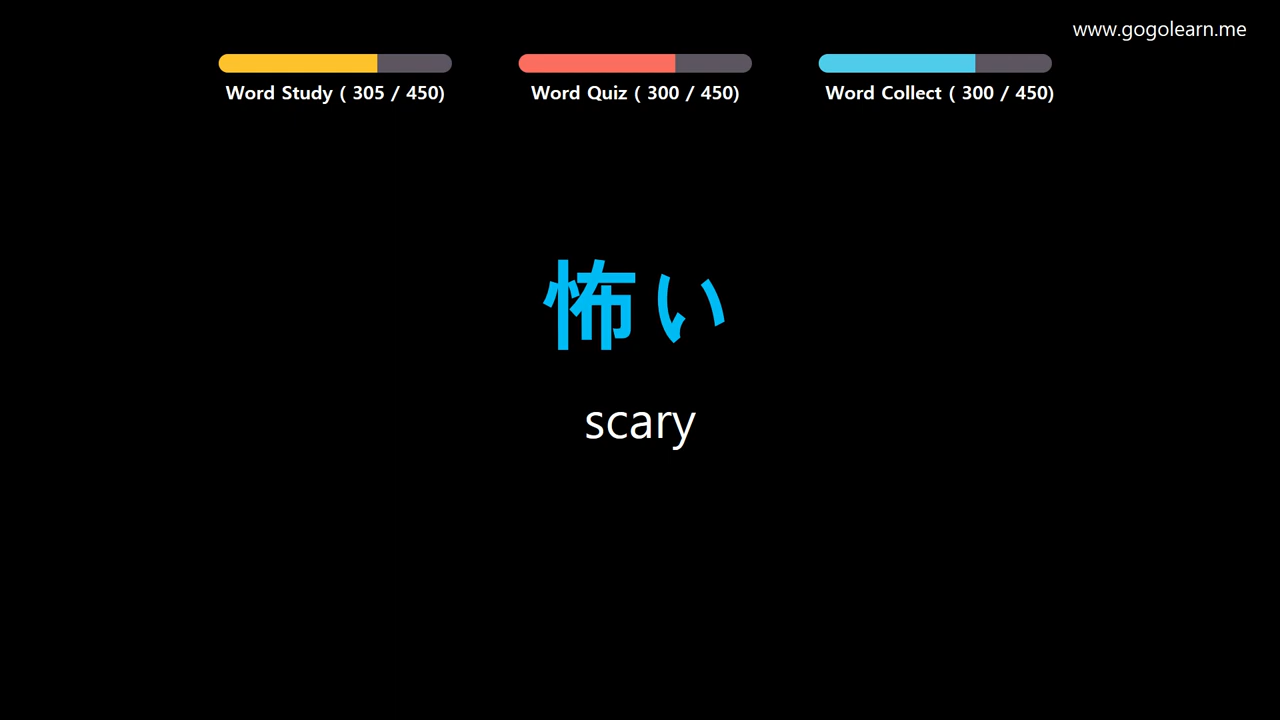 www.gogolearn.me
Word Study ( 305 / 450)
Word Quiz ( 300 / 450)
Word Collect ( 300 / 450)
怖い
scary